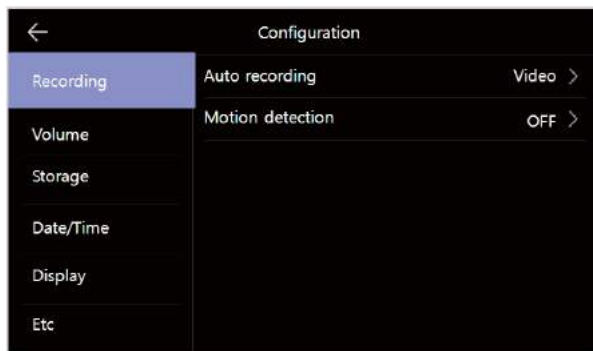 Configuration
Recording
Auto recording Video
Motion detection OFF
Volume
Storage
Date/Time
Display
Etc